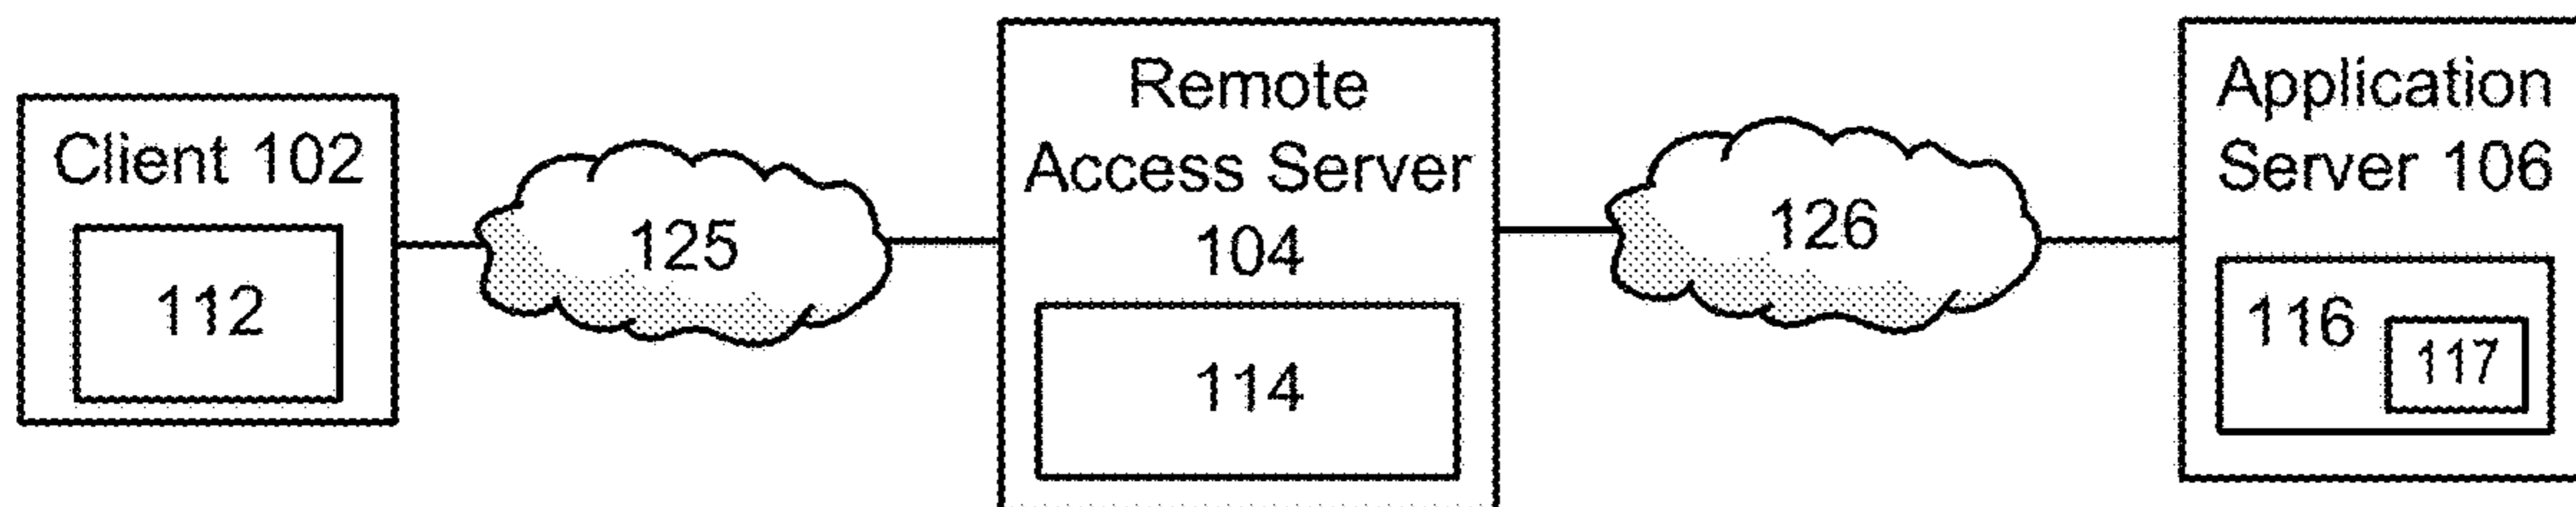 Client 102
112
125
Remote
Access Server
104
114
126
Application
Server 106
116
117